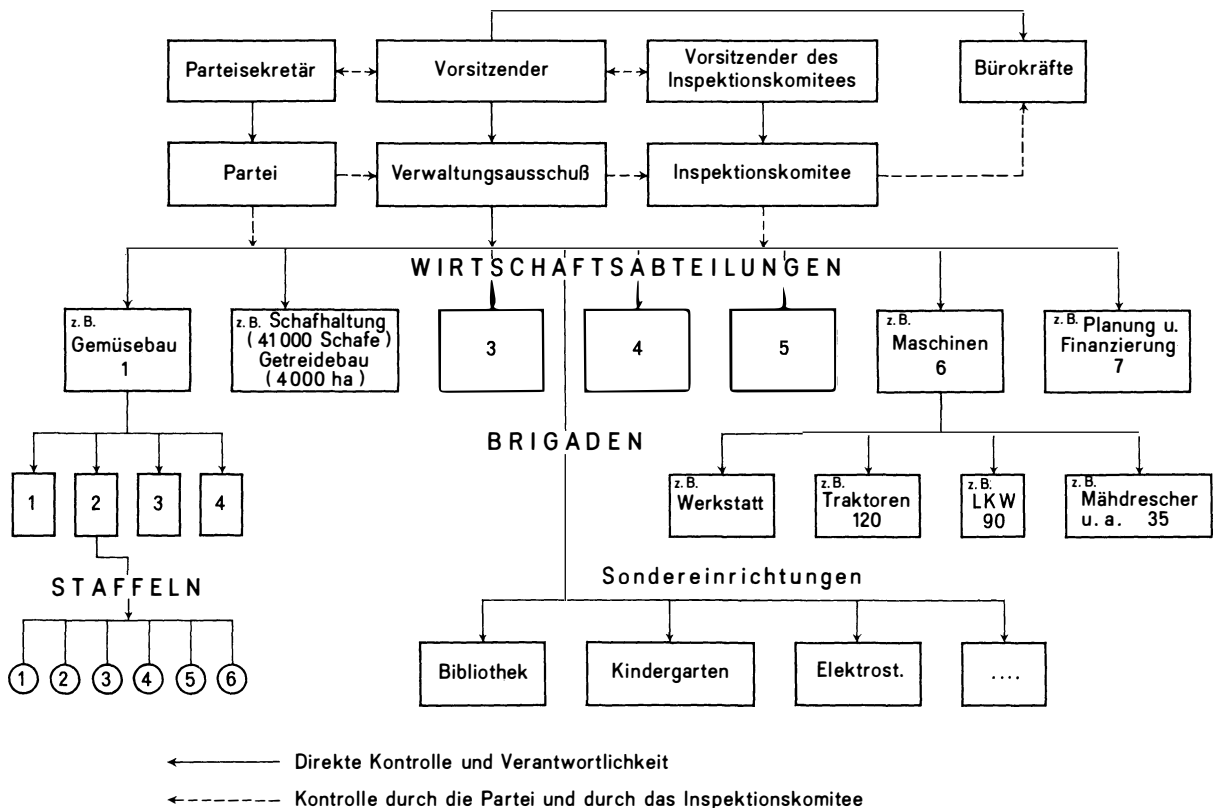 Parteisekretär
Vorsitzender
Vorsitzender des
Inspektionskomitees
Bürokräfte
Partei
Verwaltungsausschuß
Inspektionskomitee
WIRTSCHAFTSABTEILUNGEN
z. B.
Gemüsebau
1
z. B. Schafhaltung
(41000 Schafe)
Getreidebau
(4000 ha)
3
4
5
z. B.
Maschinen
6
z. B. Planung u.
Finanzierung
7
BRIGADEN
1
2
3
4
z. B.
Werkstatt
z. B.
Traktoren
120
z. B.
LKW
90
z. B.
Mähdrescher
u. a. 35
STAFFELN
1
2
3
4
5
6
Sondereinrichtungen
Bibliothek
Kindergarten
Elektrost.
....
Direkte Kontrolle und Verantwortlichkeit
Kontrolle durch die Partei und durch das Inspektionskomitee